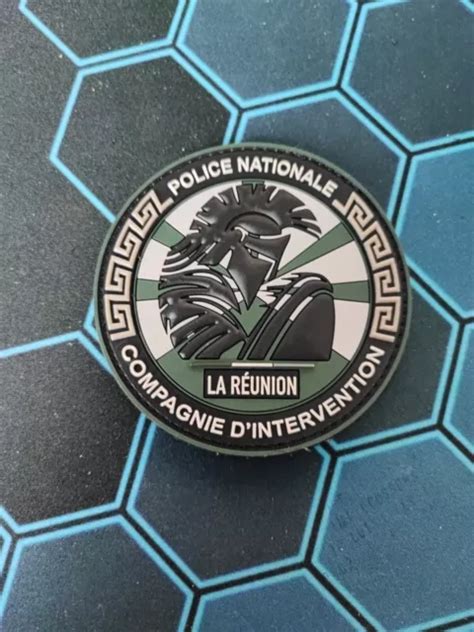 POLICE NATIONALE
LA RÉUNION
COMPAGNIE D'INTERVENTION